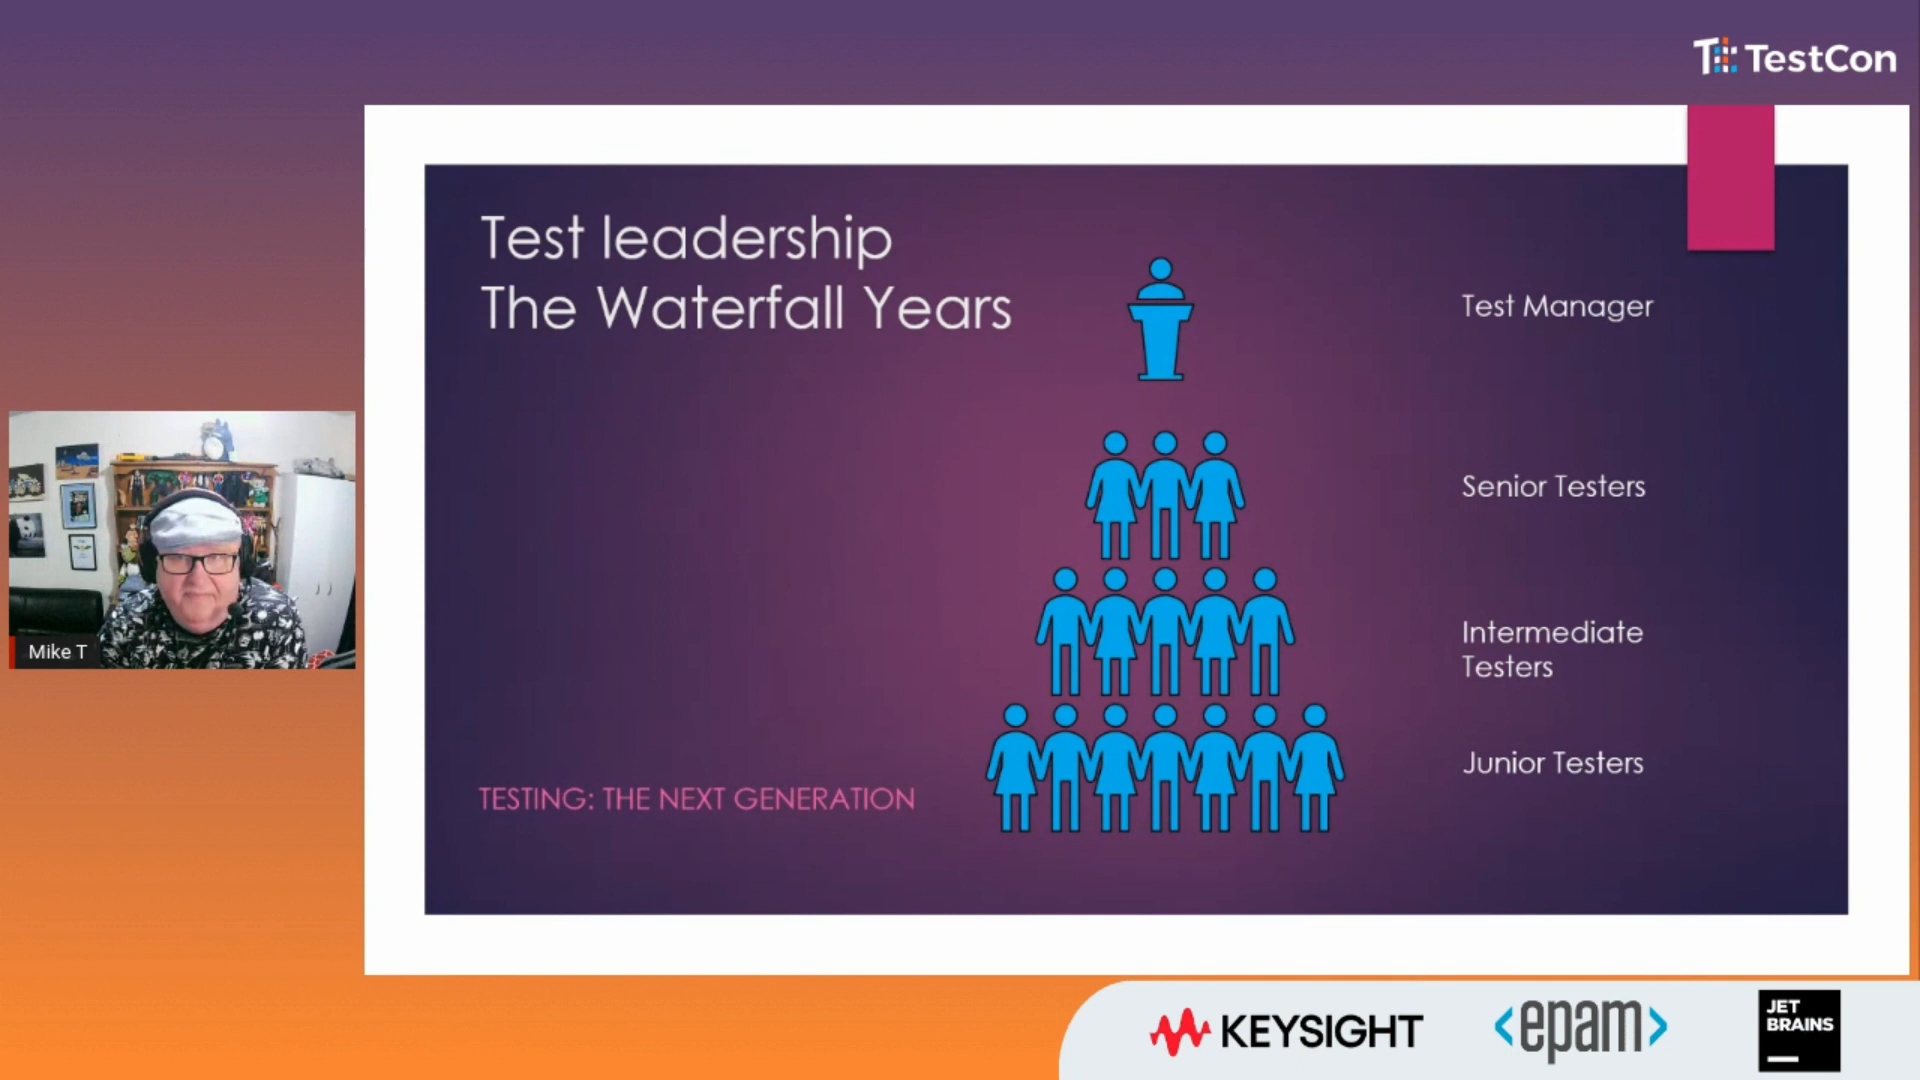 TestCon
Test leadership
The Waterfall Years
Test Manager
Senior Testers
Intermediate
Testers
Junior Testers
TESTING: THE NEXT GENERATION
Mike T
KEYSIGHT
<epam>
JET
BRAINS